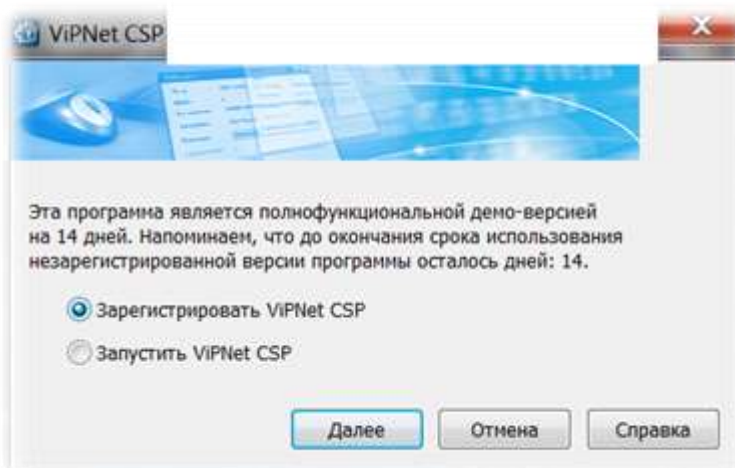 ViPNet CSP
Эта программа является полнофункциональной демо-версией
на 14 дней. Напоминаем, что до окончания срока использования
незарегистрированной версии программы осталось дней: 14.
Зарегистрировать ViPNet CSP
Запустить ViPNet CSP
Далее
Отмена
Справка